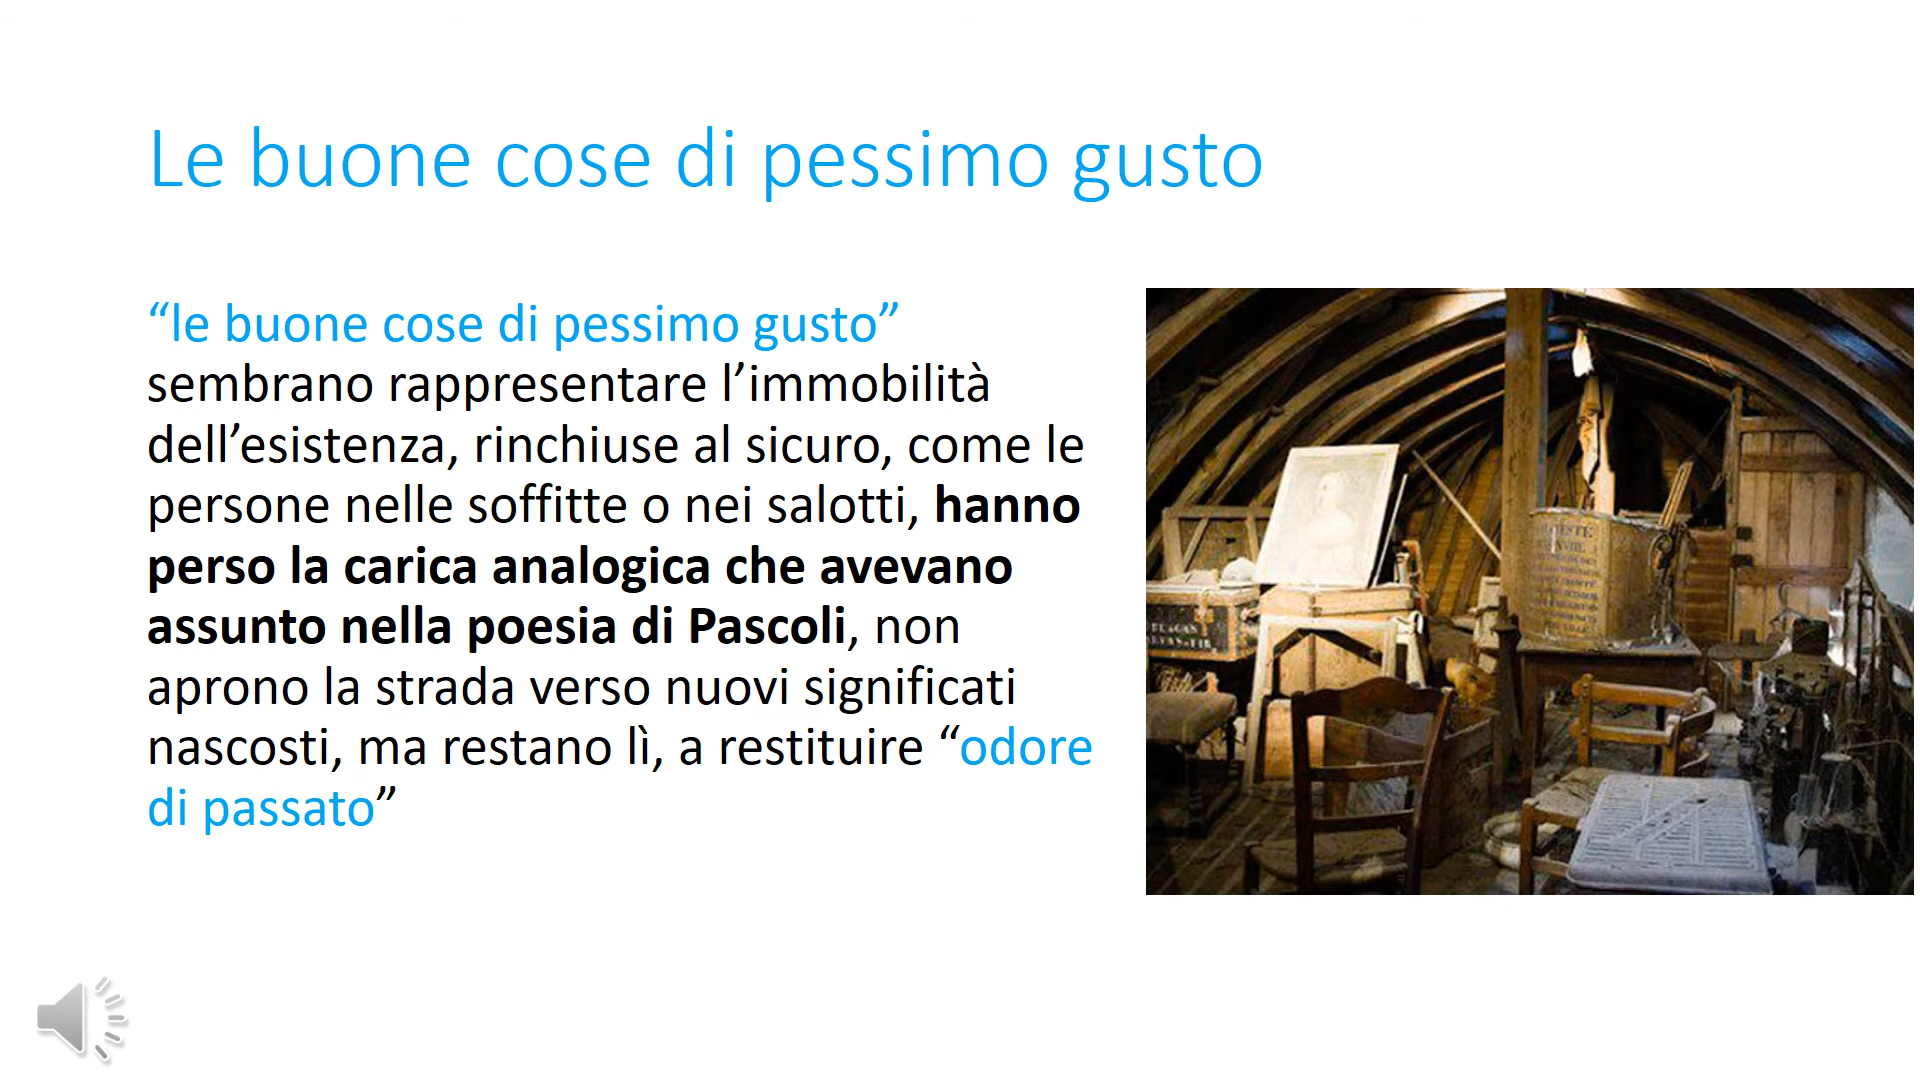 Le buone cose di pessimo gusto
“le buone cose di pessimo gusto”
sembrano rappresentare l’immobilità
dell’esistenza, rinchiuse al sicuro, come le
persone nelle soffitte o nei salotti, hanno
perso la carica analogica che avevano
assunto nella poesia di Pascoli, non
aprono la strada verso nuovi significati
nascosti, ma restano lì, a restituire “odore
di passato”